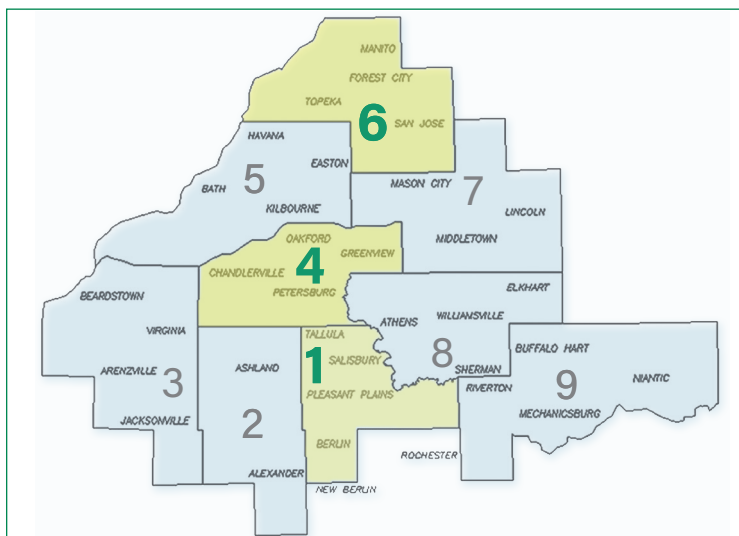 MANITO
FOREST CITY
TOPEKA
6
SAN JOSE
HAVANA
EASTON
5
BATH
KILBOURNE
MASON CITY
7
LINCOLN
MIDDLETOWN
OAKFORD
GREENVIEW
4
CHANDLERVILLE
PETERSBURG
BEARDSTOWN
VIRGINIA
ARENZVILLE
3
JACKSONVILLE
ASHLAND
2
ALEXANDER
TALLULA
1
SALISBURY
PLEASANT PLAINS
BERLIN
NEW BERLIN
ELKHART
WILLIAMSVILLE
ATHENS
8
SHERMAN
BUFFALO HART
RIVERTON
9
NIANTIC
MECHANICSBURG
ROCHESTER